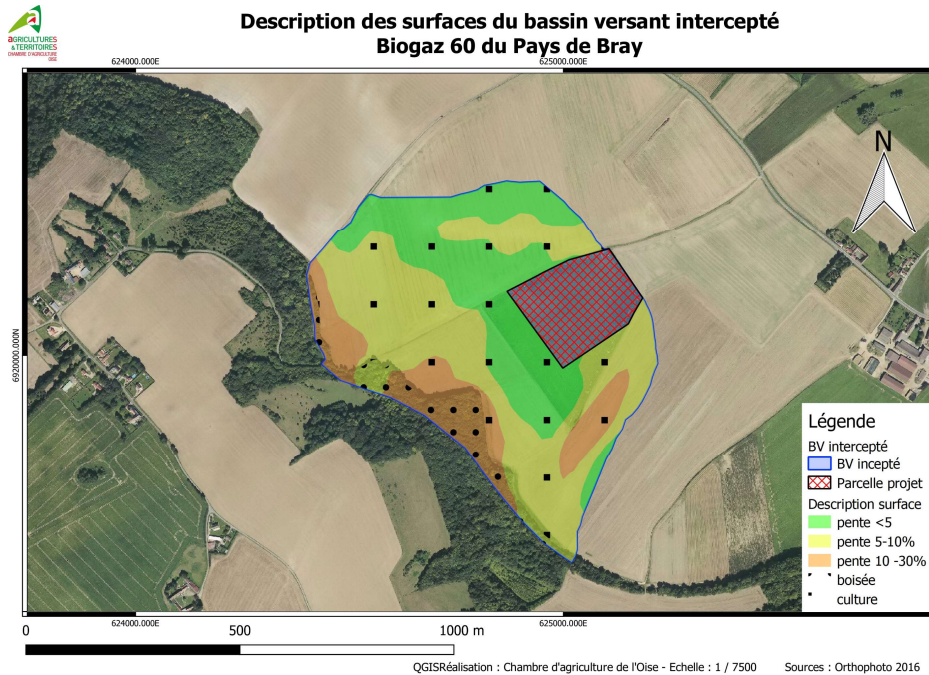 Description des surfaces du bassin versant intercepté
Biogaz 60 du Pays de Bray
aGRICULTURES
& TERRITOIRES
CHAMBRE D'AGRICULTURE
OISE
624000.000E
625000.000E
N
6920000.000N
Légende
BV intercepté
BV incepté
Parcelle projet
Description surface
pente <5
pente 5-10%
pente 10 -30%
boisée
culture
624000.000E
625000.000E
0
500
1000 m
QGISRéalisation : Chambre d'agriculture de l'Oise - Echelle : 1 / 7500
Sources : Orthophoto 2016